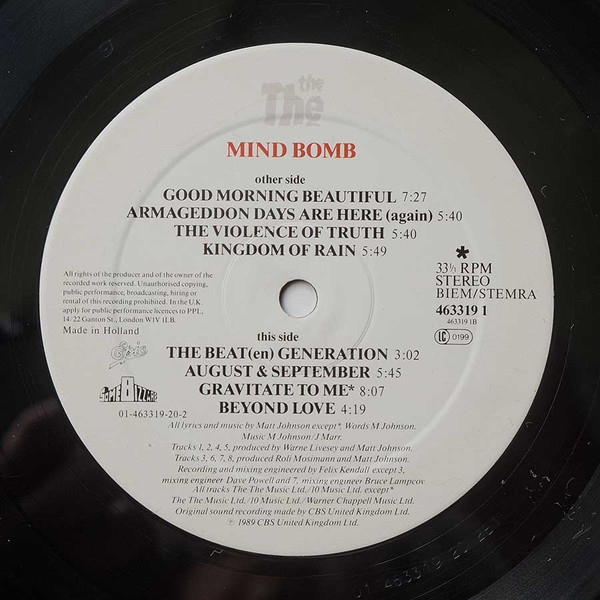 the
The
MIND BOMB
other side
GOOD MORNING BEAUTIFUL 7:27
ARMAGEDDON DAYS ARE HERE (again) 5:40
THE VIOLENCE OF TRUTH 5:40
KINGDOM OF RAIN 5:49
*
33⅓ RPM
STEREO
BIEM/STEMRA
463319 1
463319 1B
LC 0199
All rights of the producer and of the owner of the
recorded work reserved. Unauthorised copying,
public performance, broadcasting, hiring or
rental of this recording prohibited. In the U.K.
apply for public performance licences to PPL,
14/22 Ganton St., London W1V 1LB.
Made in Holland
Epic
SOME BIZZARE
01-463319-20-2
this side
THE BEAT(en) GENERATION 3:02
AUGUST & SEPTEMBER 5:45
GRAVITATE TO ME* 8:07
BEYOND LOVE 4:19
All lyrics and music by Matt Johnson except*. Words M Johnson.
Music M Johnson/J Marr.
Tracks 1, 2, 4, 5, produced by Warne Livesey and Matt Johnson.
Tracks 3, 6, 7, 8, produced Roli Mosimann and Matt Johnson.
Recording and mixing engineered by Felix Kendall except 3,
mixing engineer Dave Powell and 7, mixing engineer Bruce Lampcov
All tracks The The Music Ltd./10 Music Ltd. except*
The The Music Ltd./10 Music Ltd./Warner Chappell Music Ltd.
Original sound recording made by CBS United Kingdom Ltd.
℗ 1989 CBS United Kingdom Ltd.